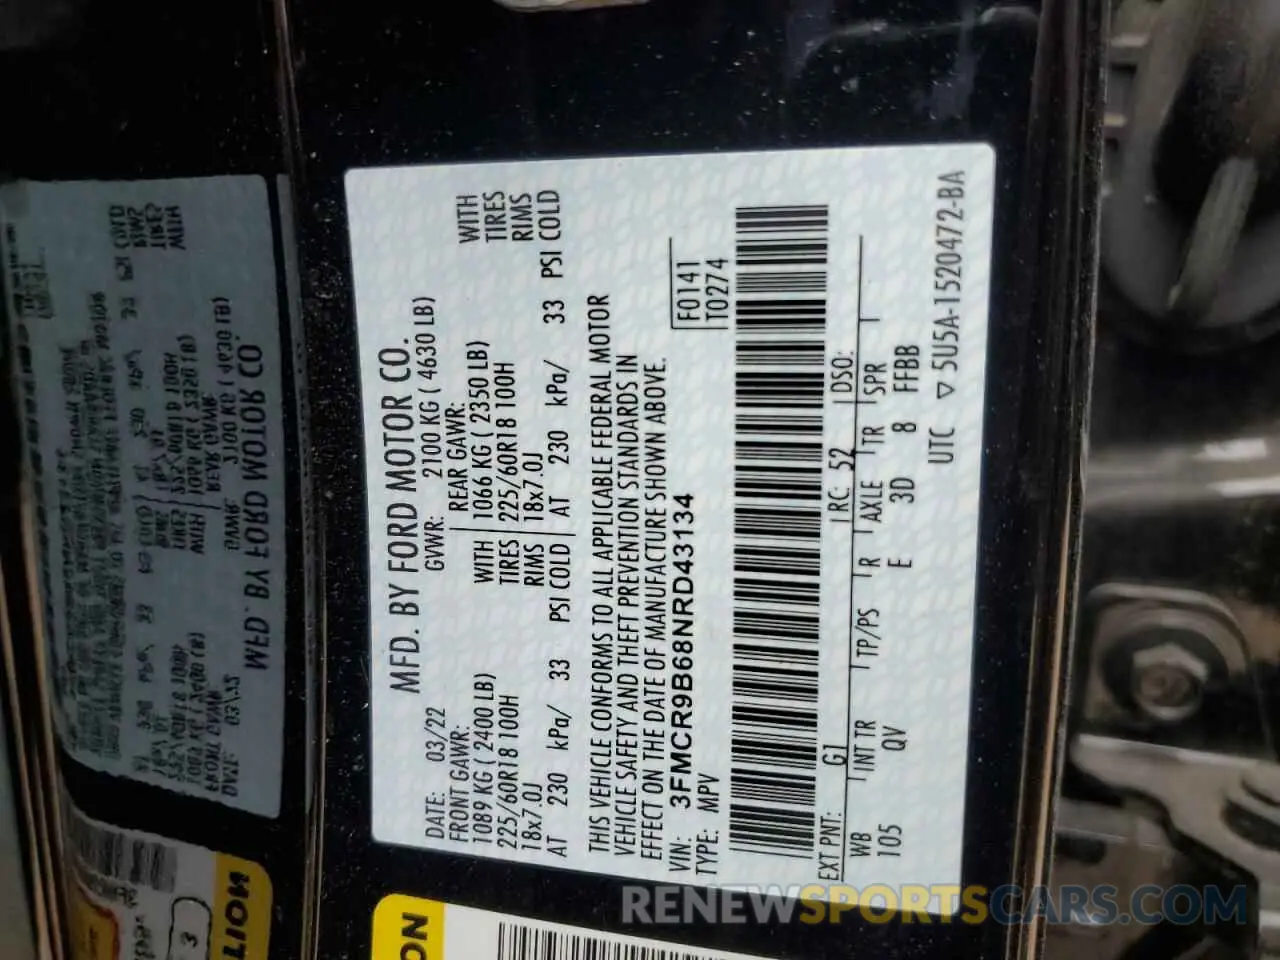 MFD. BY FORD MOTOR CO.
DATE: 03/22 GVWR: 2100 KG ( 4630 LB)
FRONT GAWR: REAR GAWR:
1089 KG ( 2400 LB) WITH 1066 KG ( 2350 LB) WITH
225/60R18 100H TIRES 225/60R18 100H TIRES
18x7.0J RIMS 18x7.0J RIMS
AT 230 kPa/ 33 PSI COLD AT 230 kPa/ 33 PSI COLD
THIS VEHICLE CONFORMS TO ALL APPLICABLE FEDERAL MOTOR
VEHICLE SAFETY AND THEFT PREVENTION STANDARDS IN
EFFECT ON THE DATE OF MANUFACTURE SHOWN ABOVE.
VIN: 3FMCR9B68NRD43134 F0141
TYPE: MPV T0274
EXT PNT: G1 RC: 52 DSO:
WB INT TR TP/PS R AXLE TR SPR
105 QV E 3D 8 FFBB
UTC ▽ 5U5A-1520472-BA
ON
RENEWSPORTSCARS.COM